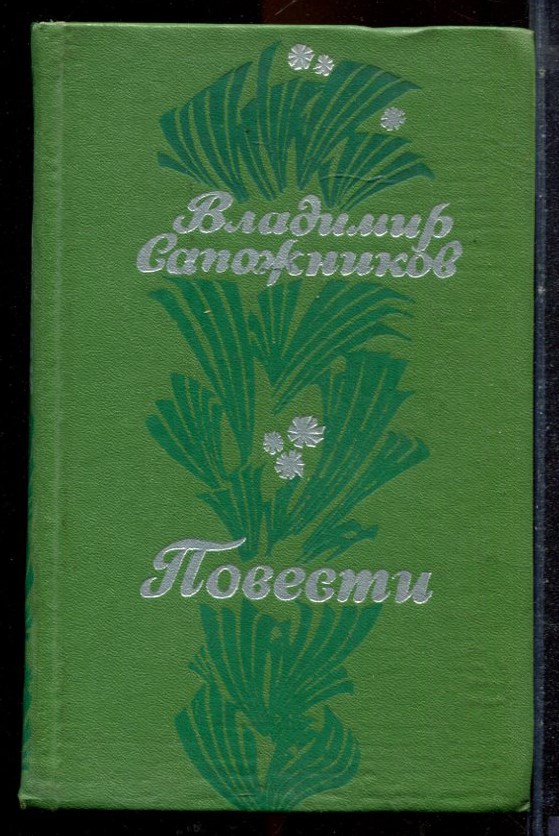 Владимир
Сапожников
Повести